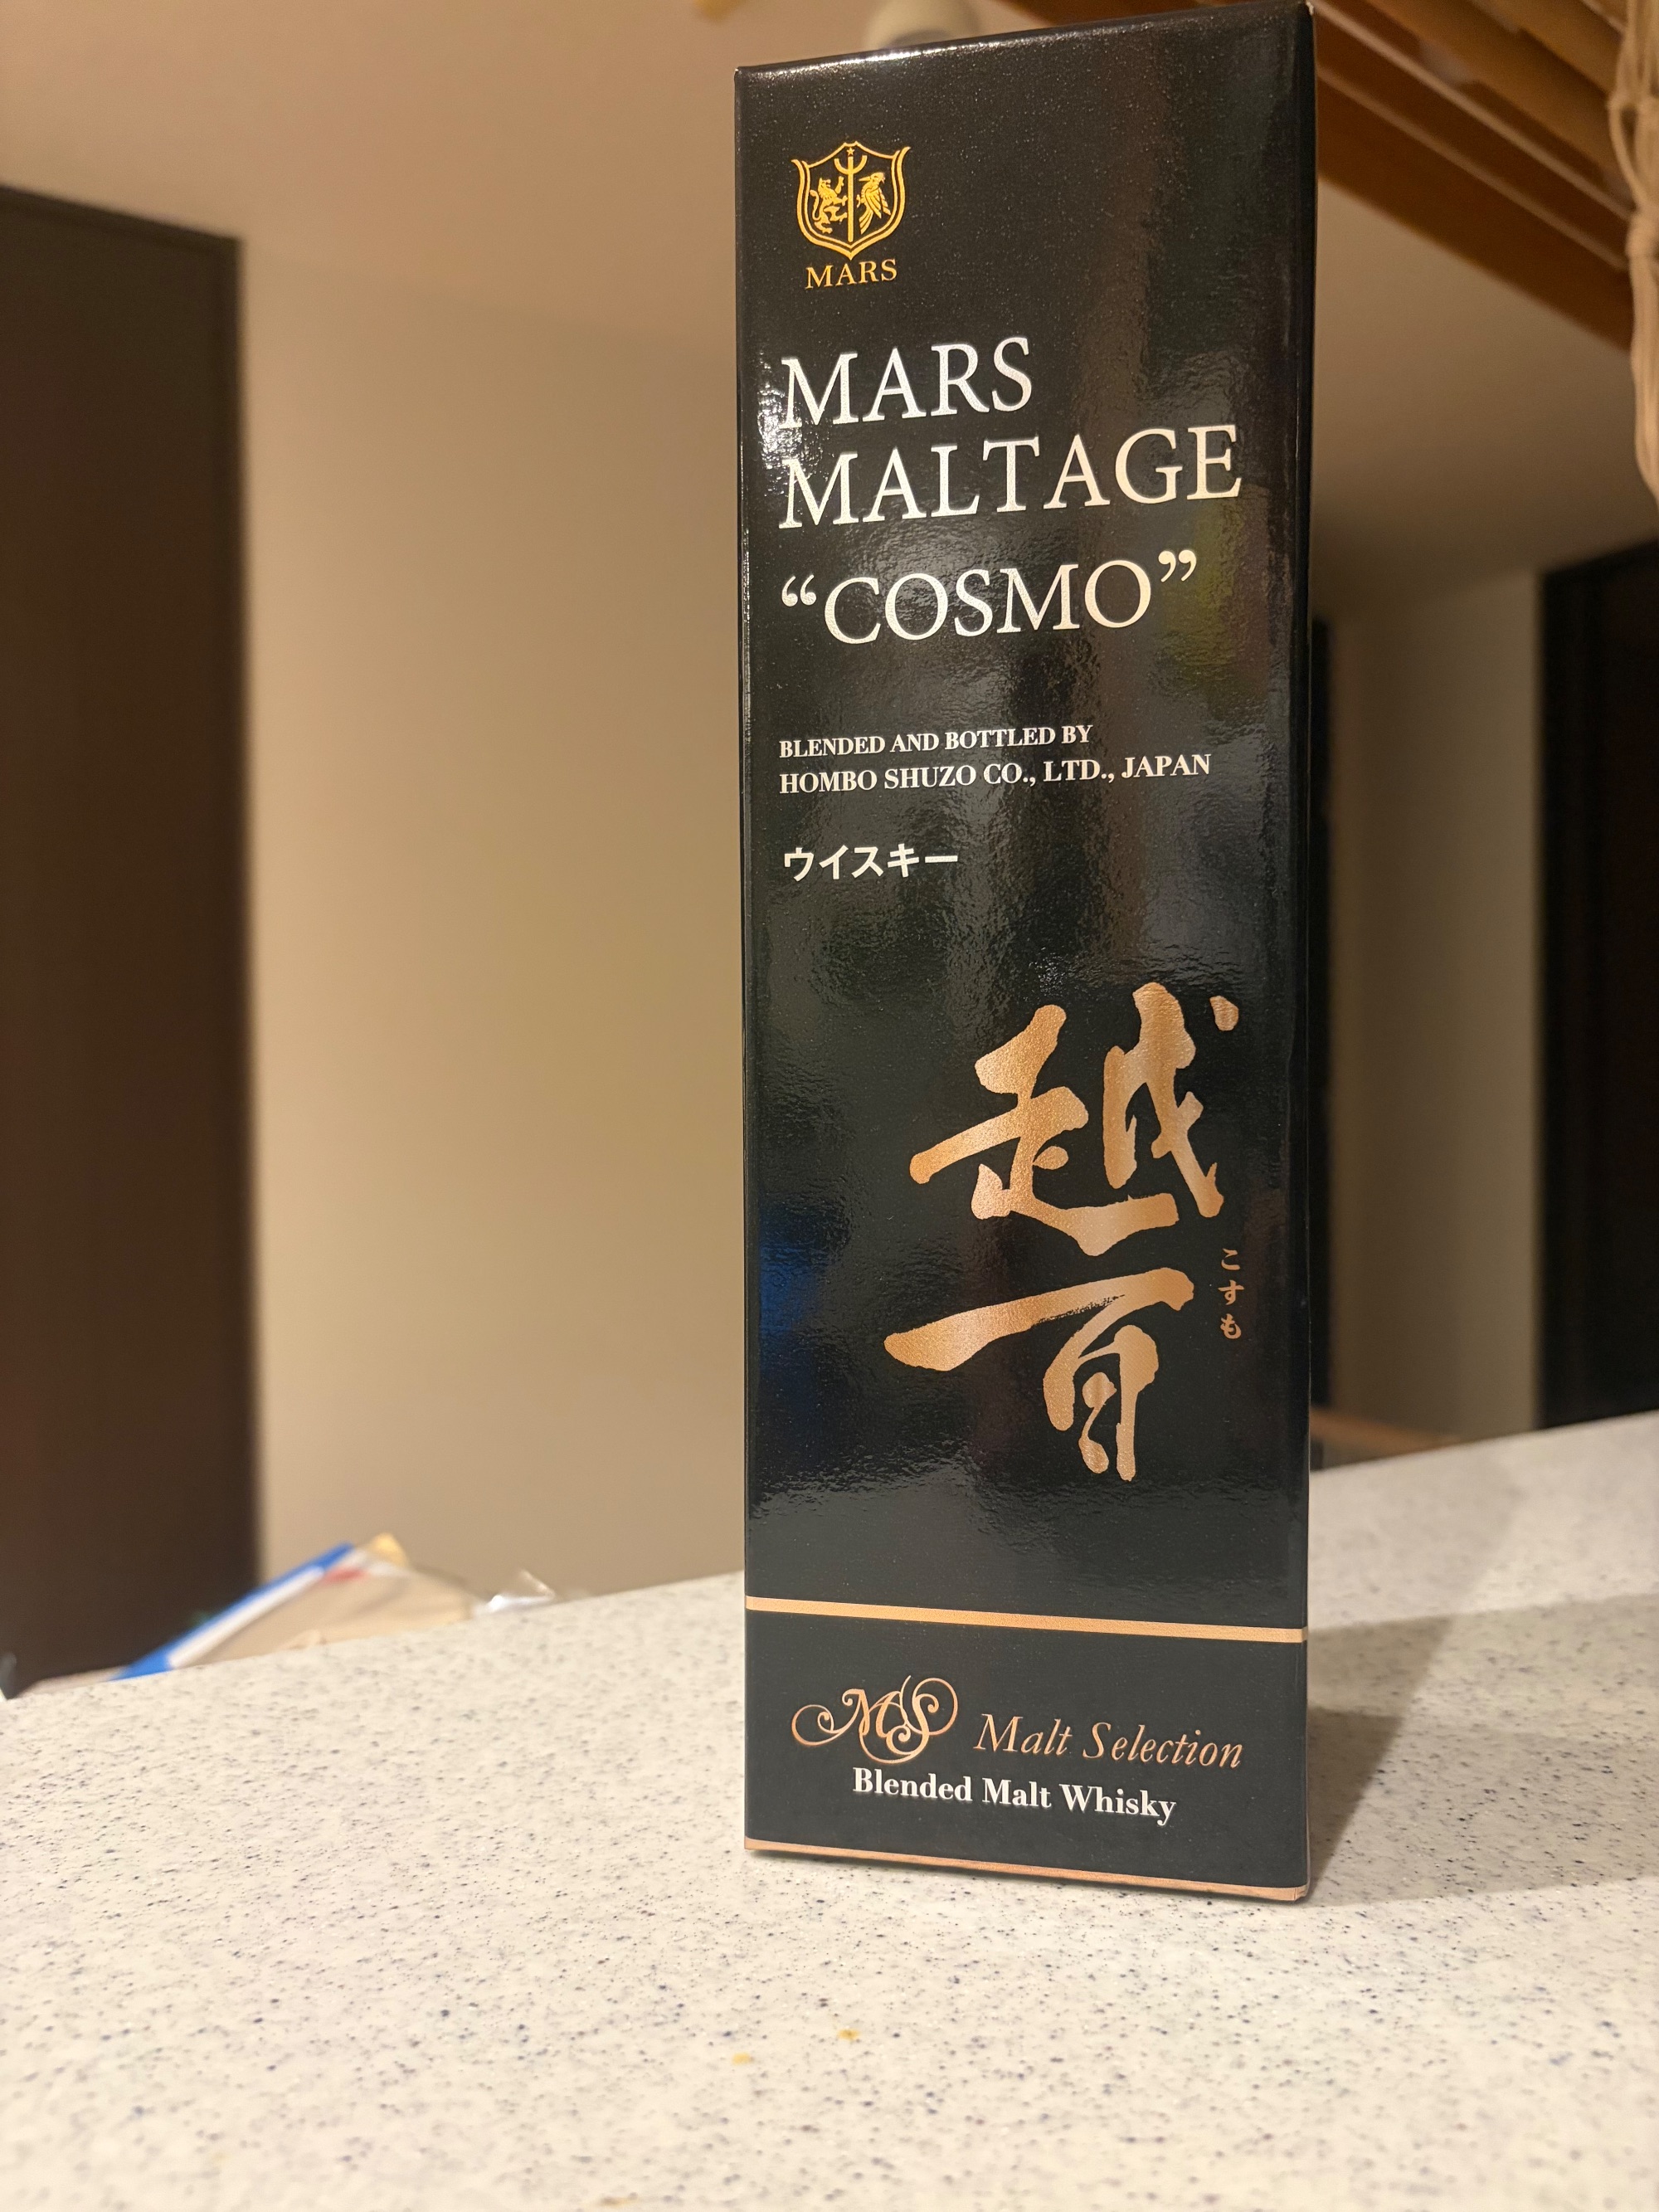 MARS
MARS
MALTAGE
“COSMO”
BLENDED AND BOTTLED BY
HOMBO SHUZO CO., LTD., JAPAN
ウイスキー
越百
こすも
MS Malt Selection
Blended Malt Whisky